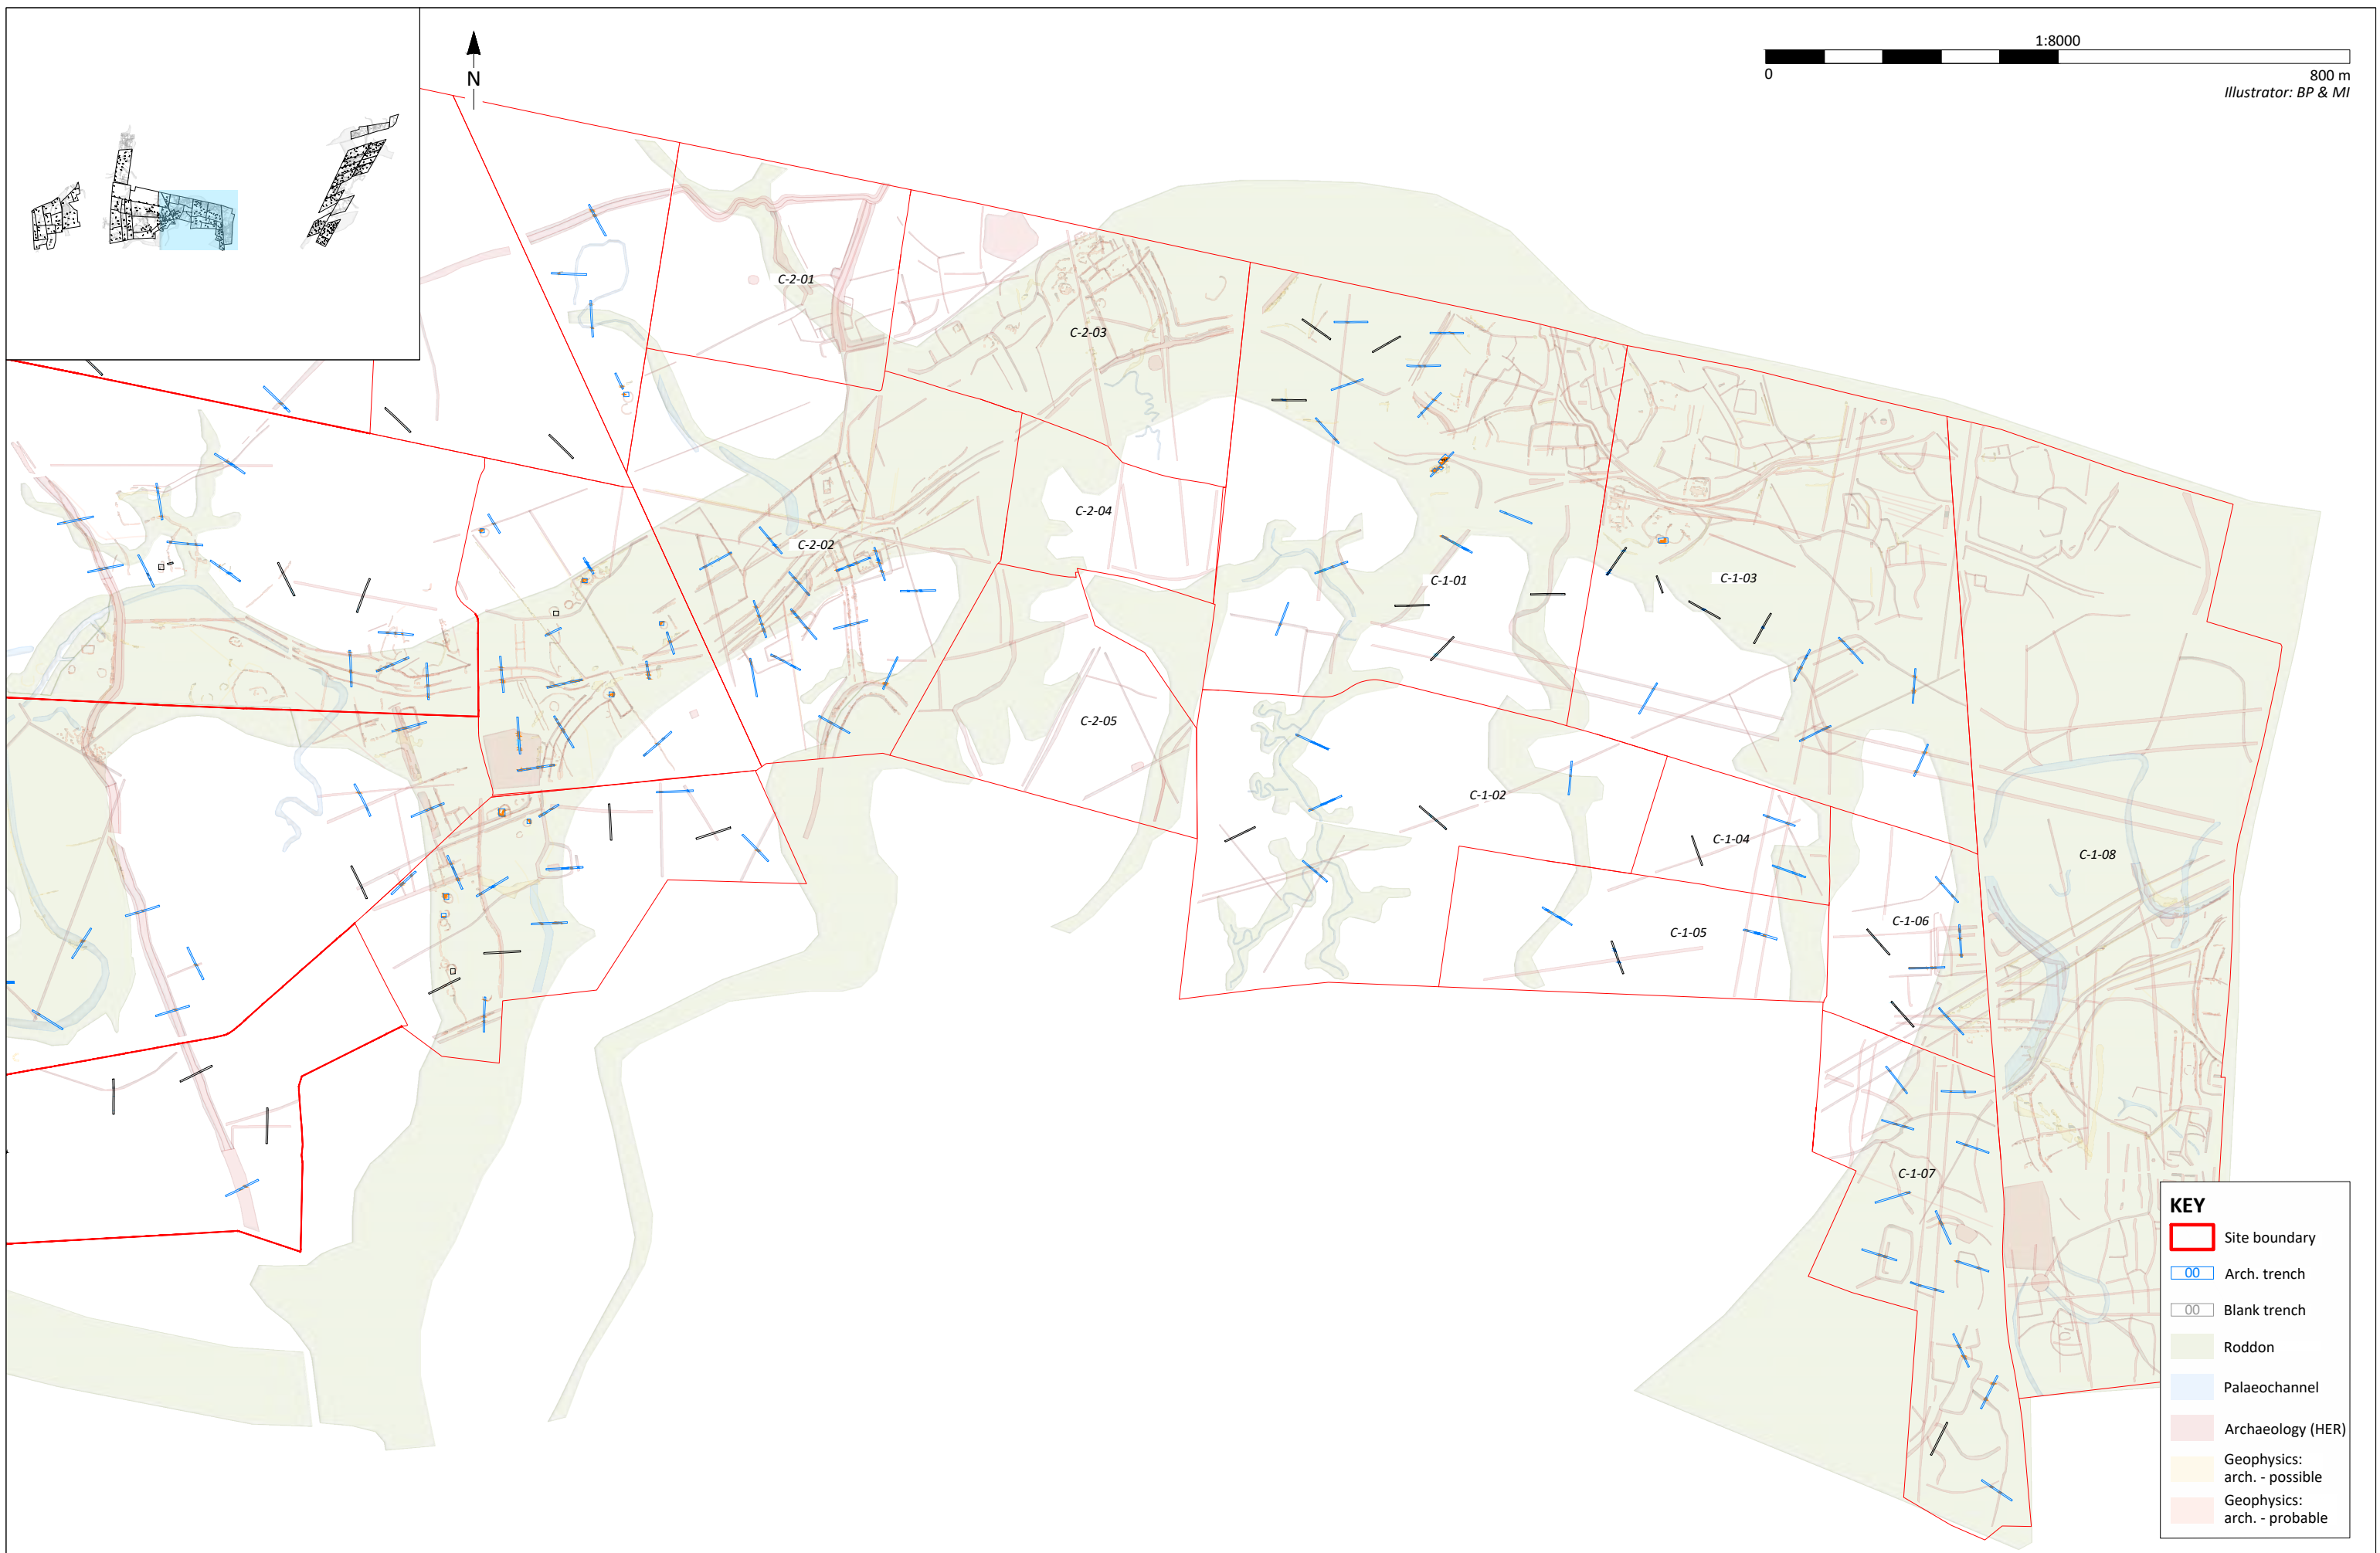 N
1:8000
0
800 m
Illustrator: BP & MI
C-2-01
C-2-03
C-2-04
C-2-02
C-1-01
C-1-03
C-2-05
C-1-02
C-1-04
C-1-08
C-1-05
C-1-06
C-1-07
KEY
Site boundary
00 Arch. trench
00 Blank trench
Roddon
Palaeochannel
Archaeology (HER)
Geophysics:
arch. - possible
Geophysics:
arch. - probable